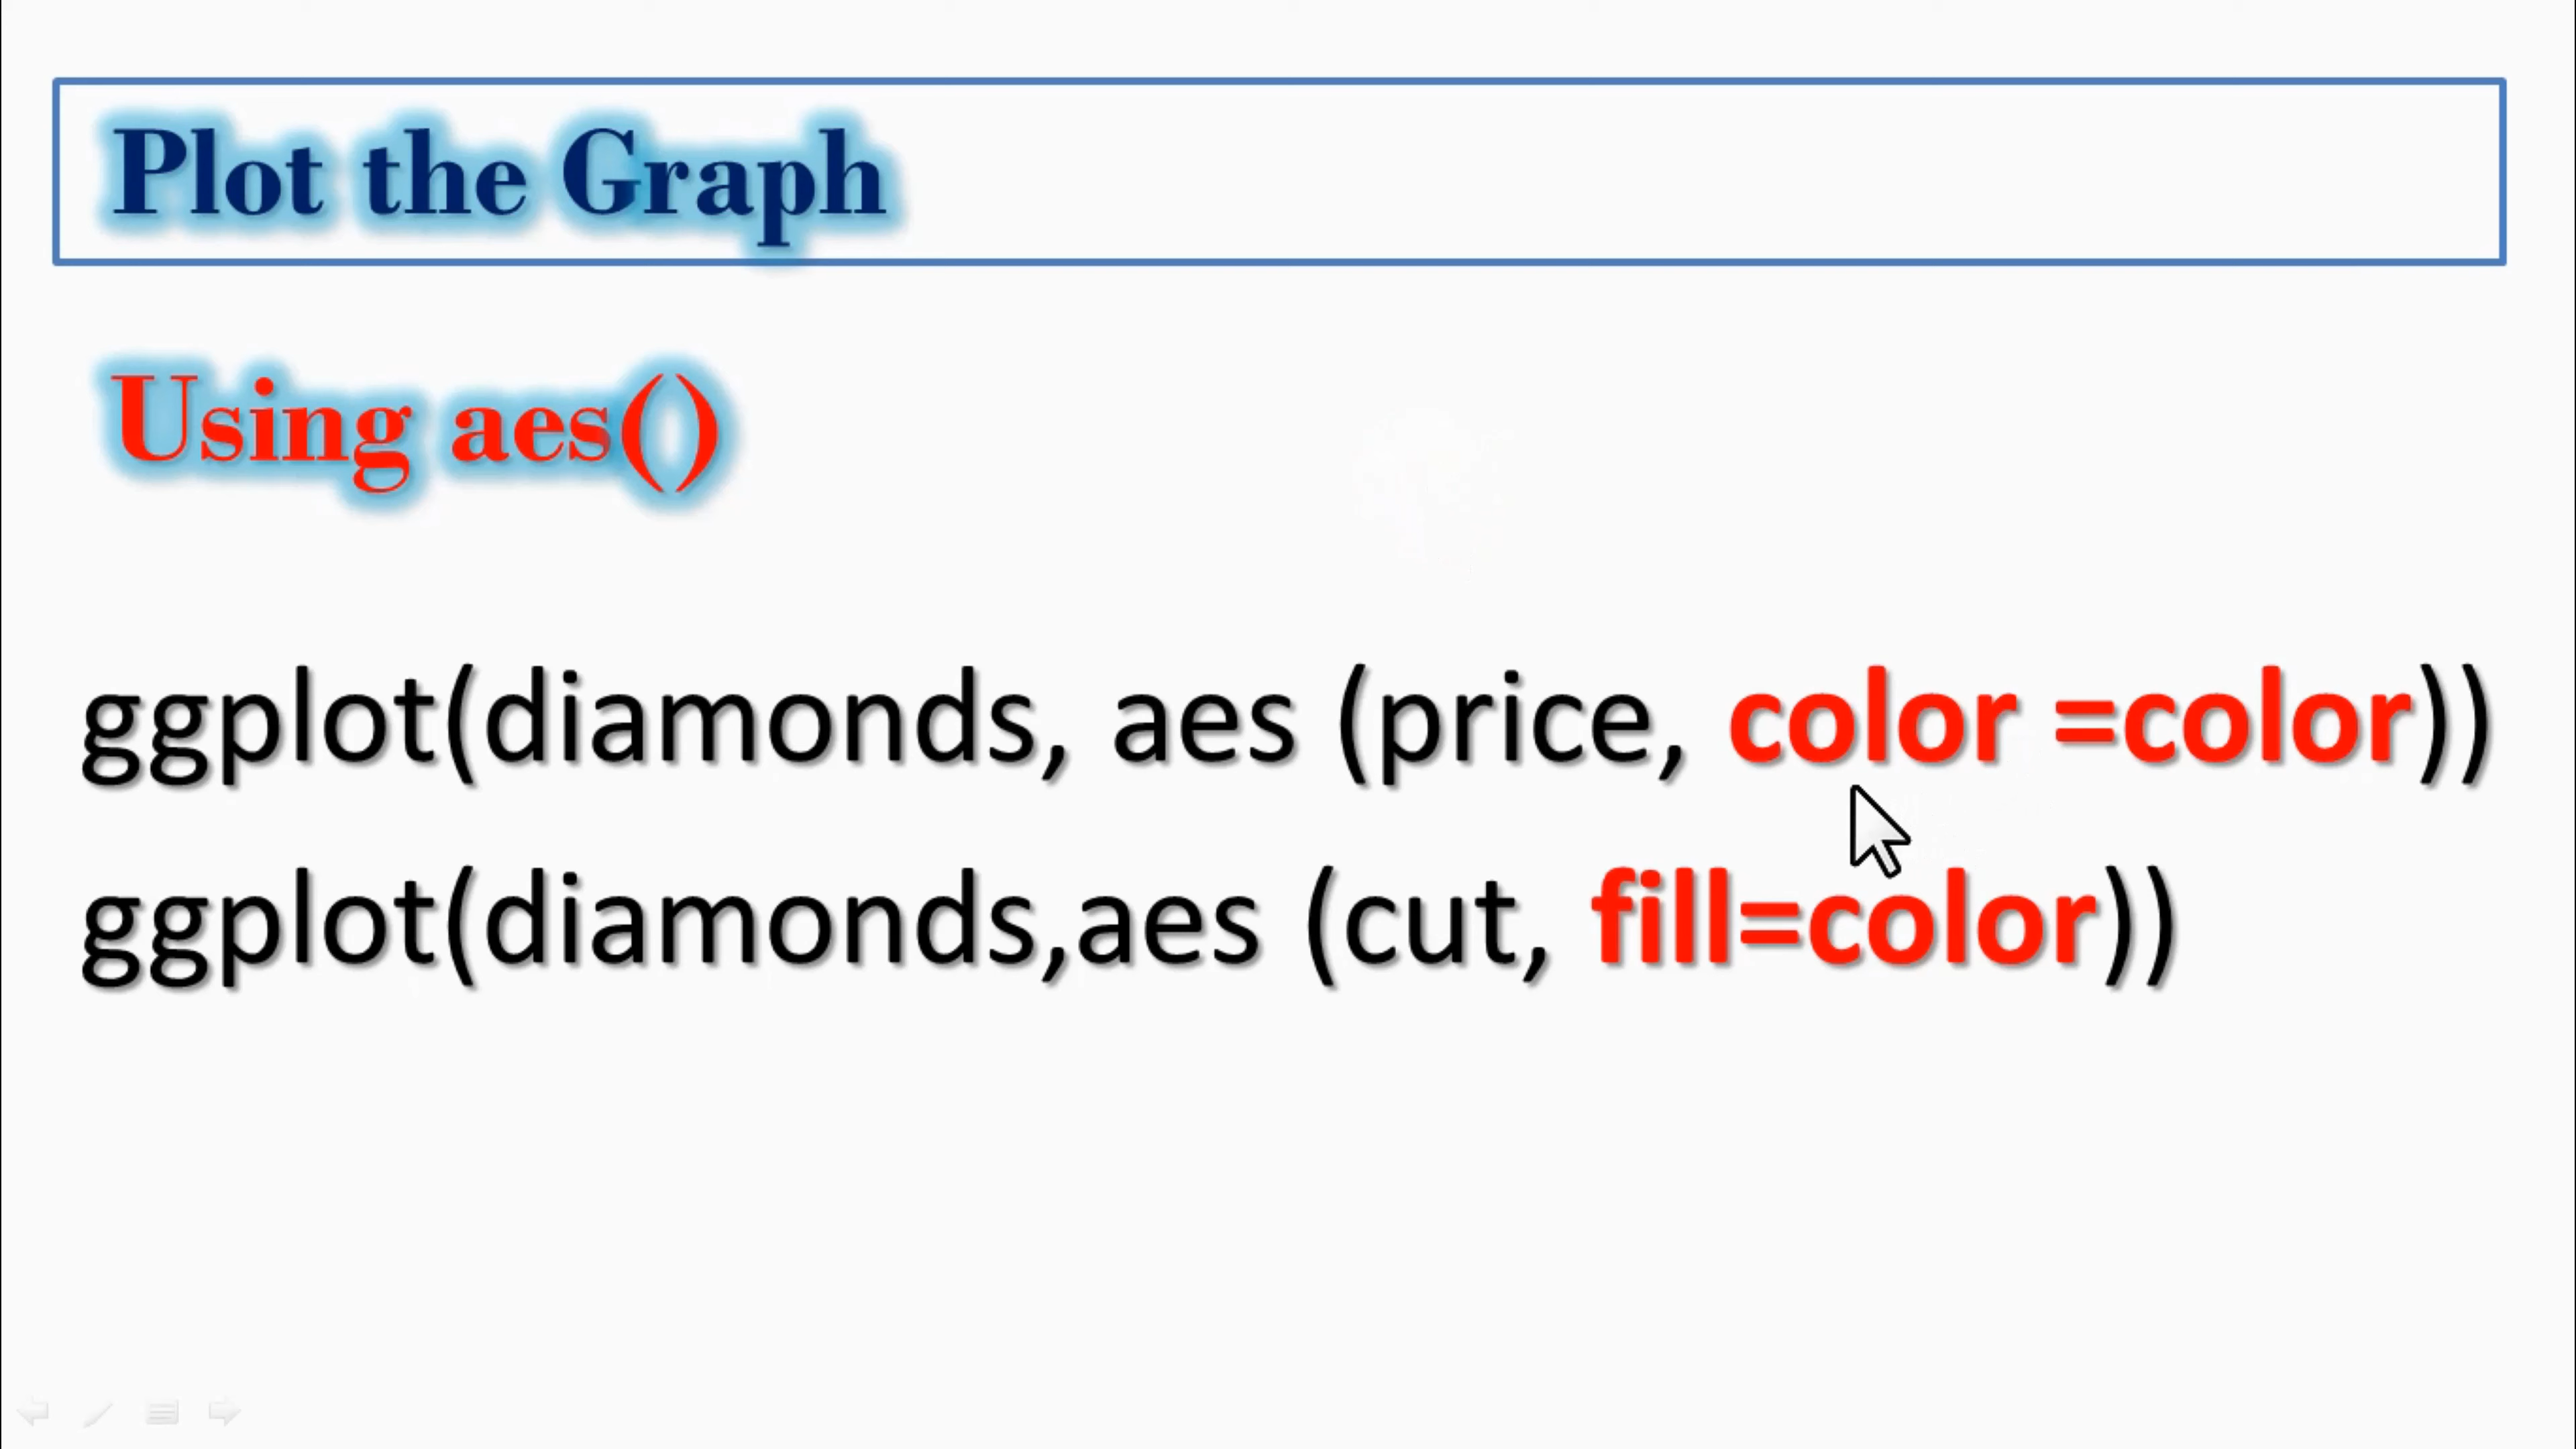 Plot the Graph
Using aes()
ggplot(diamonds, aes (price, color =color))
ggplot(diamonds,aes (cut, fill=color))